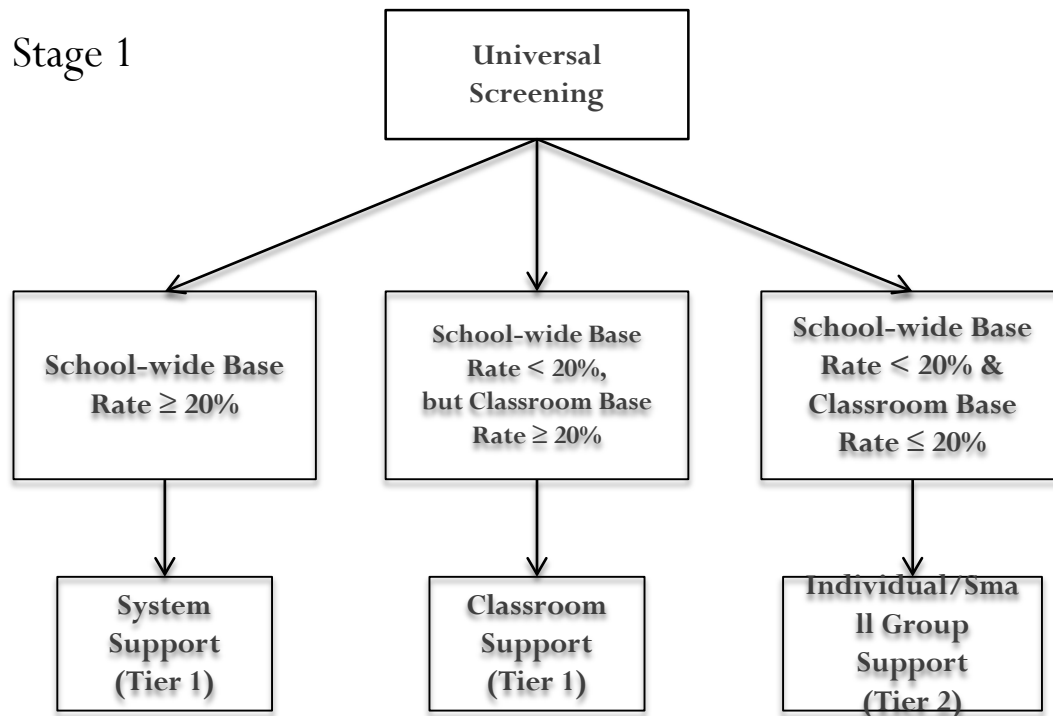 Stage 1
Universal
Screening
School-wide Base
Rate ≥ 20%
School-wide Base
Rate < 20%,
but Classroom Base
Rate ≥ 20%
School-wide Base
Rate < 20% &
Classroom Base
Rate ≤ 20%
System
Support
(Tier 1)
Classroom
Support
(Tier 1)
Individual/Sma
ll Group
Support
(Tier 2)